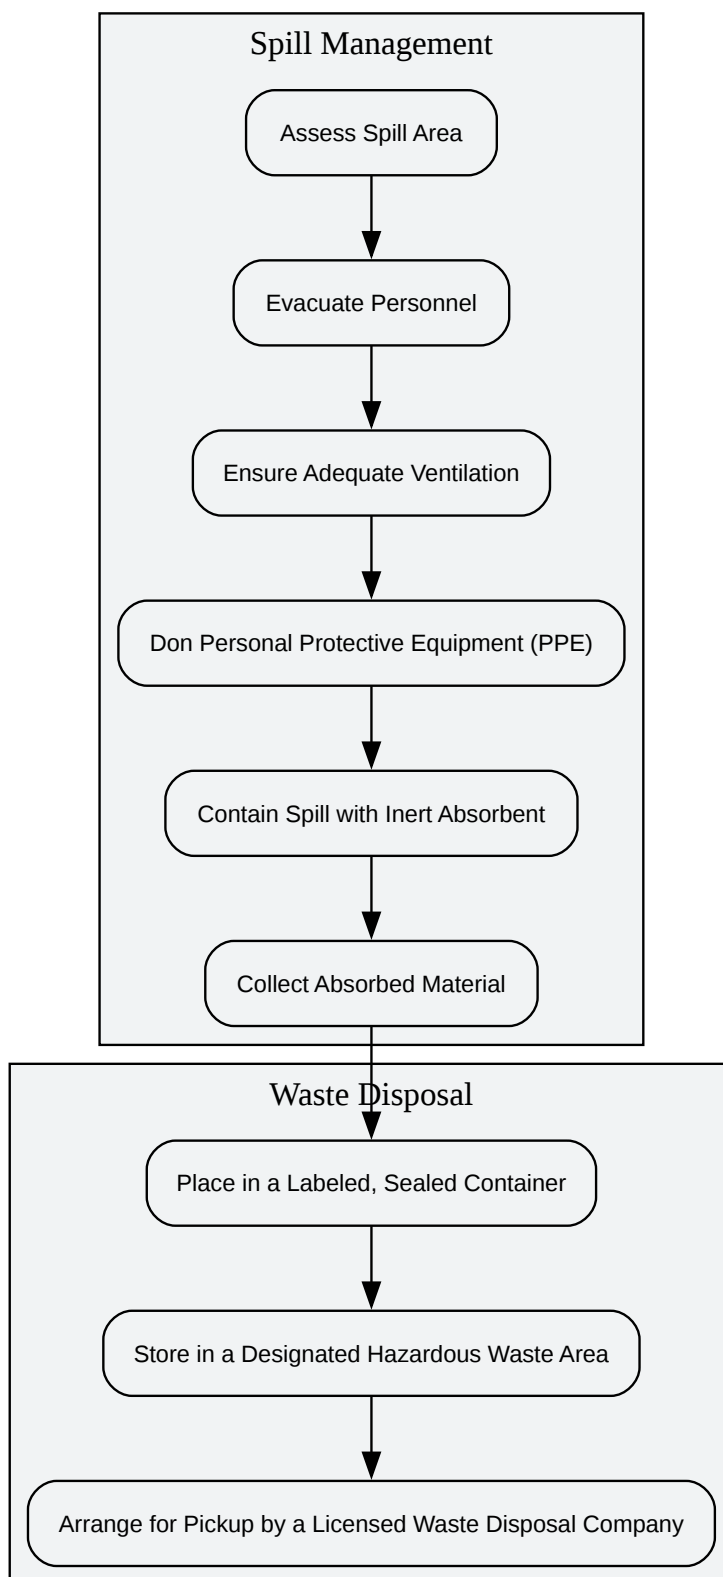 Spill Management
Assess Spill Area
Evacuate Personnel
Ensure Adequate Ventilation
Don Personal Protective Equipment (PPE)
Contain Spill with Inert Absorbent
Collect Absorbed Material
Waste Disposal
Place in a Labeled, Sealed Container
Store in a Designated Hazardous Waste Area
Arrange for Pickup by a Licensed Waste Disposal Company